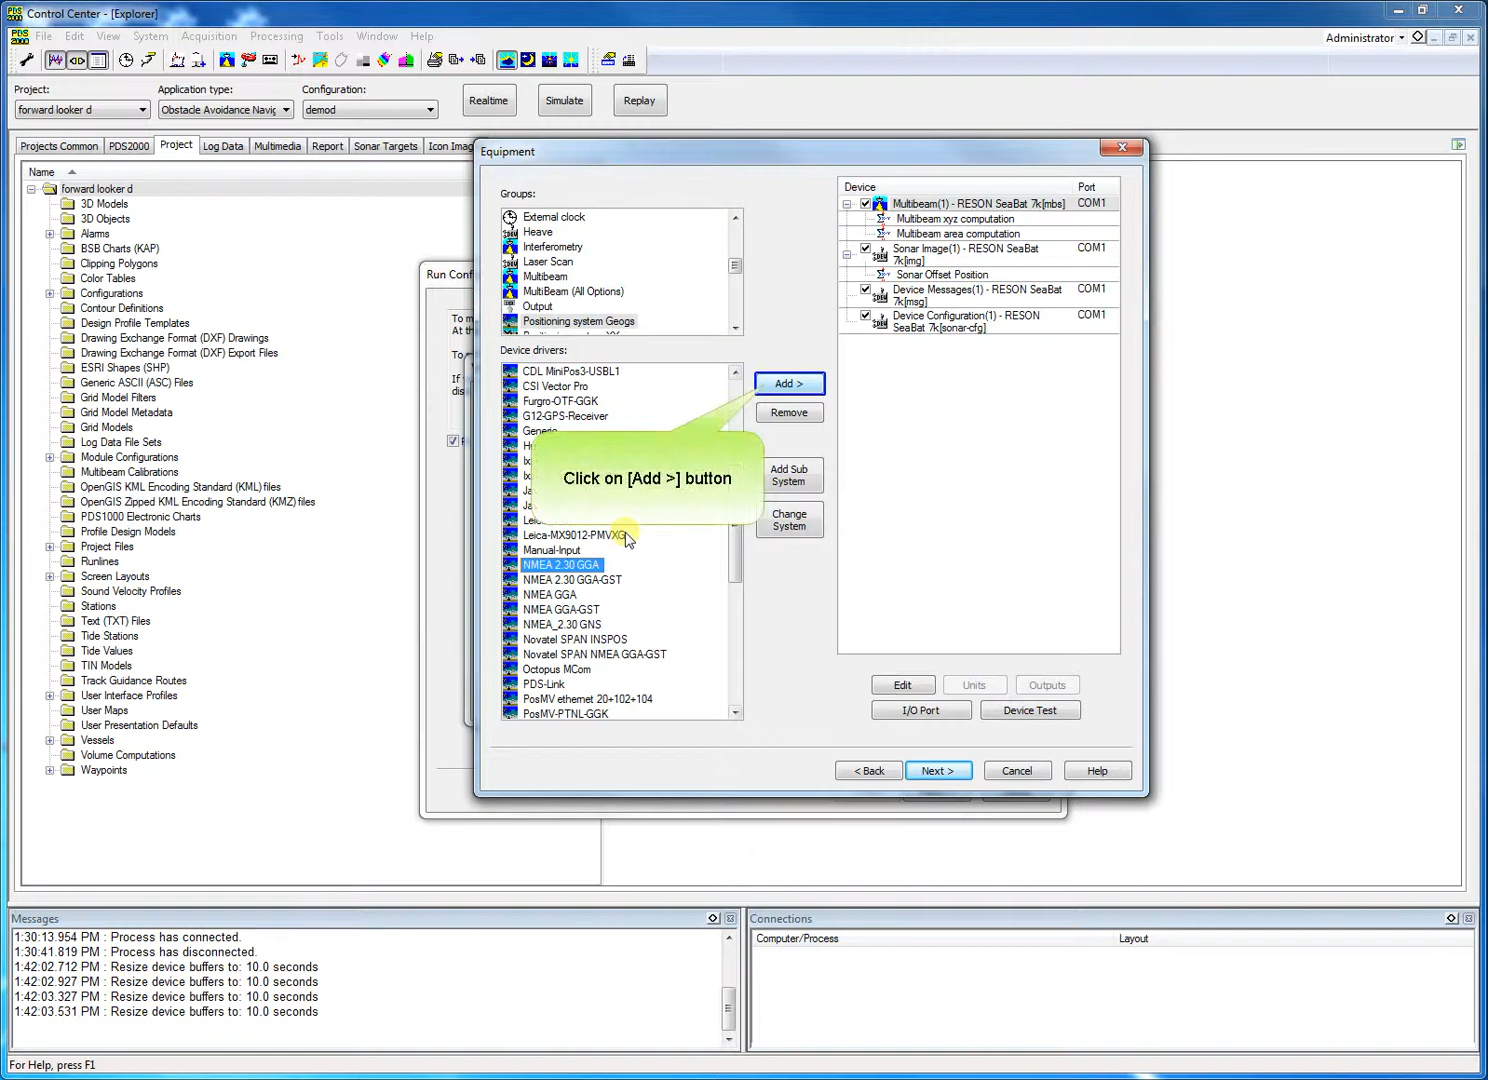 Control Center - [Explorer]
PDS 2000
File Edit View System Acquisition Processing Tools Window Help
Administrator
Project: Application type: Configuration:
forward looker d Obstacle Avoidance Navig demod
Realtime Simulate Replay
Projects Common PDS2000 Project Log Data Multimedia Report Sonar Targets Icon Imag
Name
forward looker d
3D Models
3D Objects
Alarms
BSB Charts (KAP)
Clipping Polygons
Color Tables
Configurations
Contour Definitions
Design Profile Templates
Drawing Exchange Format (DXF) Drawings
Drawing Exchange Format (DXF) Export Files
ESRI Shapes (SHP)
Generic ASCII (ASC) Files
Grid Model Filters
Grid Model Metadata
Grid Models
Log Data File Sets
Module Configurations
Multibeam Calibrations
OpenGIS KML Encoding Standard (KML)files
OpenGIS Zipped KML Encoding Standard (KMZ)files
PDS1000 Electronic Charts
Profile Design Models
Project Files
Runlines
Screen Layouts
Sound Velocity Profiles
Stations
Text (TXT) Files
Tide Stations
Tide Values
TIN Models
Track Guidance Routes
User Interface Profiles
User Maps
User Presentation Defaults
Vessels
Volume Computations
Waypoints
Run Conf
To m
At th
To
If
dis
Equipment
Groups:
External clock
Heave
Interferometry
Laser Scan
Multibeam
MultiBeam (All Options)
Output
Positioning system Geogs
Device drivers:
CDL MiniPos3-USBL1
CSI Vector Pro
Furgro-OTF-GGK
G12-GPS-Receiver
Generic
Leica-MX9012-PMVXG
Manual-Input
NMEA 2.30 GGA
NMEA 2.30 GGA-GST
NMEA GGA
NMEA GGA-GST
NMEA_2.30 GNS
Novatel SPAN INSPOS
Novatel SPAN NMEA GGA-GST
Octopus MCom
PDS-Link
PosMV ethernet 20+102+104
PosMV-PTNL-GGK
Click on [Add >] button
Add >
Remove
Add Sub
System
Change
System
Device Port
Multibeam(1) - RESON SeaBat 7k[mbs] COM1
Multibeam xyz computation
Multibeam area computation
Sonar Image(1) - RESON SeaBat COM1
7k[img]
Sonar Offset Position
Device Messages(1) - RESON SeaBat COM1
7k[msg]
Device Configuration(1) - RESON COM1
SeaBat 7k[sonar-cfg]
Edit Units Outputs
I/O Port Device Test
< Back Next > Cancel Help
Messages
1:30:13.954 PM : Process has connected.
1:30:41.819 PM : Process has disconnected.
1:42:02.712 PM : Resize device buffers to: 10.0 seconds
1:42:02.927 PM : Resize device buffers to: 10.0 seconds
1:42:03.327 PM : Resize device buffers to: 10.0 seconds
1:42:03.531 PM : Resize device buffers to: 10.0 seconds
Connections
Computer/Process Layout
For Help, press F1